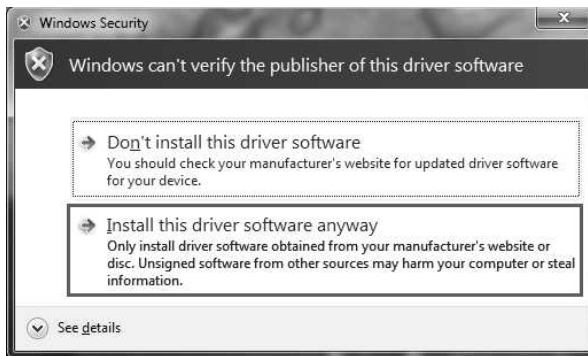 Windows Security
Windows can't verify the publisher of this driver software
Don't install this driver software
You should check your manufacturer's website for updated driver software
for your device.
Install this driver software anyway
Only install driver software obtained from your manufacturer's website or
disc. Unsigned software from other sources may harm your computer or steal
information.
See details